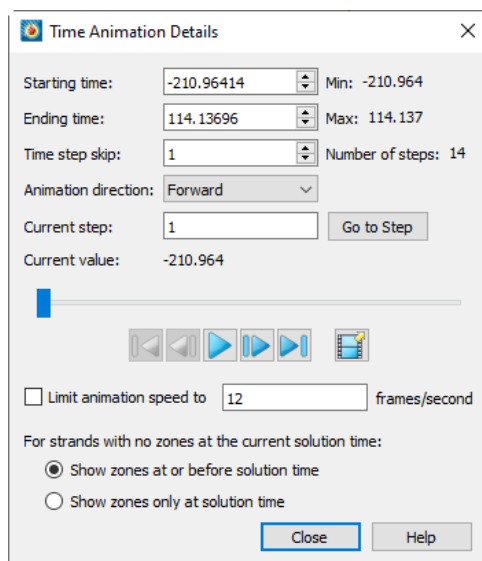 Time Animation Details
Starting time: -210.96414 Min: -210.964
Ending time: 114.13696 Max: 114.137
Time step skip: 1 Number of steps: 14
Animation direction: Forward
Current step: 1 Go to Step
Current value: -210.964
Limit animation speed to 12 frames/second
For strands with no zones at the current solution time:
Show zones at or before solution time
Show zones only at solution time
Close Help